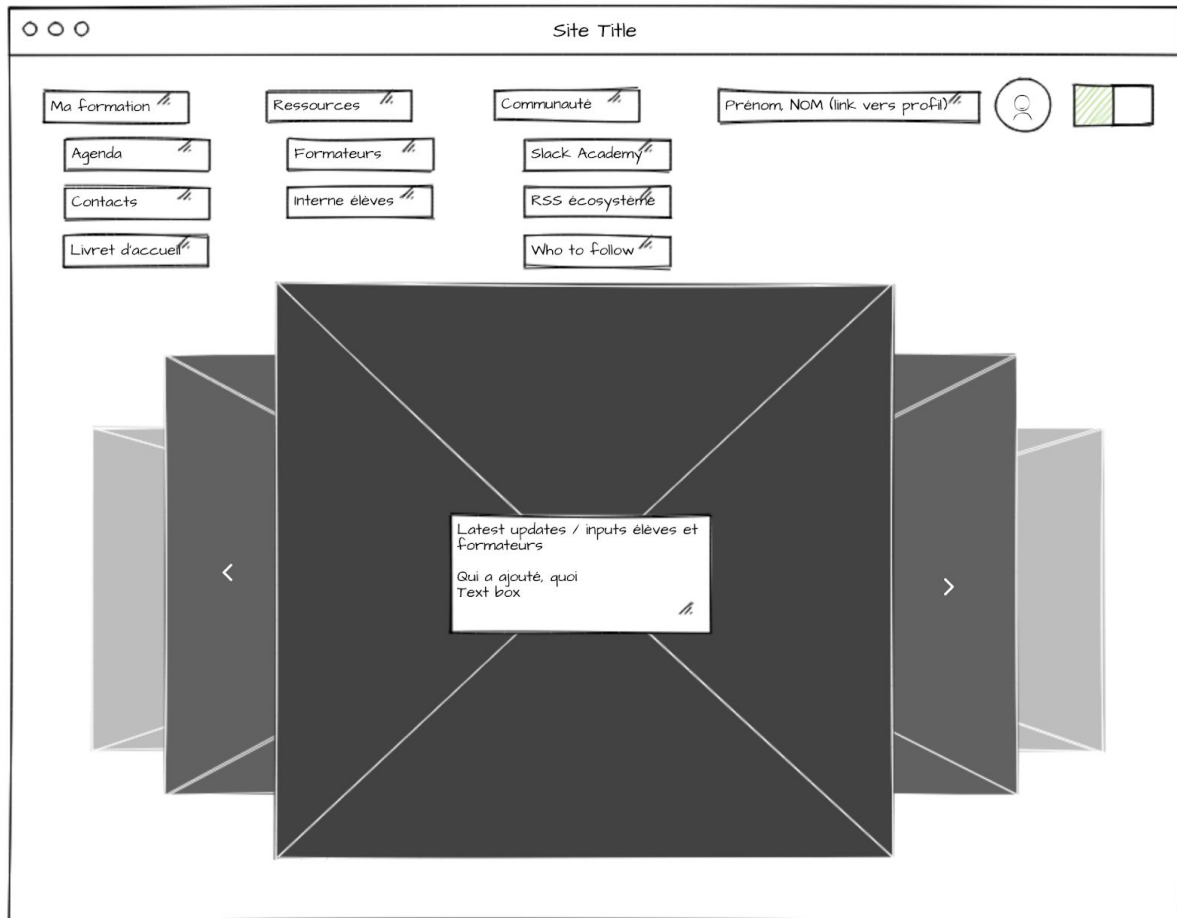 Site Title
Ma formation
Ressources
Communauté
Prénom, NOM (link vers profil)
Agenda
Formateurs
Slack Academy
Contacts
Interne élèves
RSS écosystème
Livret d'accueil
Who to follow
Latest updates / inputs élèves et
formateurs
Qui a ajouté, quoi
Text box